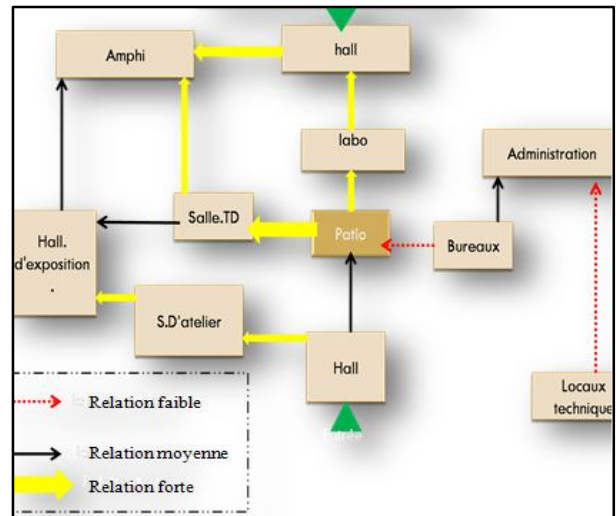 Amphi
hall
labo
Administration
Salle.TD
Patio
Bureaux
Hall.
d'exposition
.
S.D'atelier
Hall
Entrée
Locaux
technique
Relation faible
Relation moyenne
Relation forte